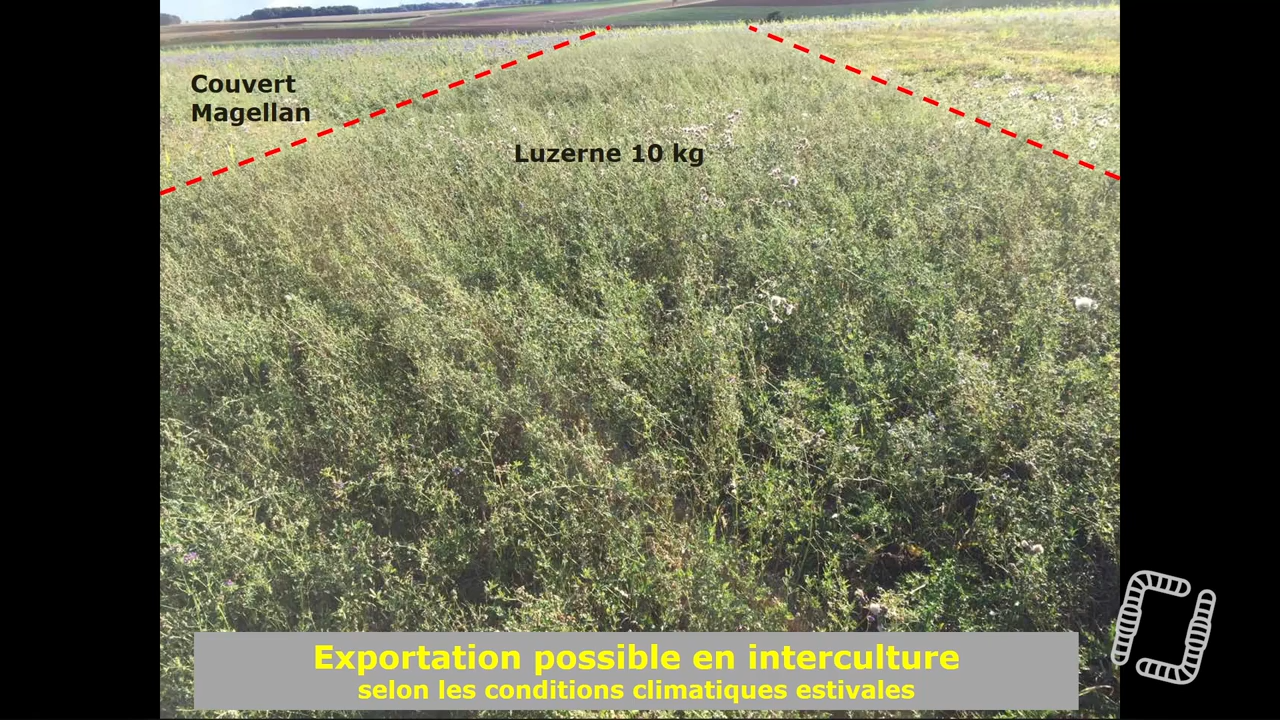 Couvert
Magellan
Luzerne 10 kg
Exportation possible en interculture
selon les conditions climatiques estivales